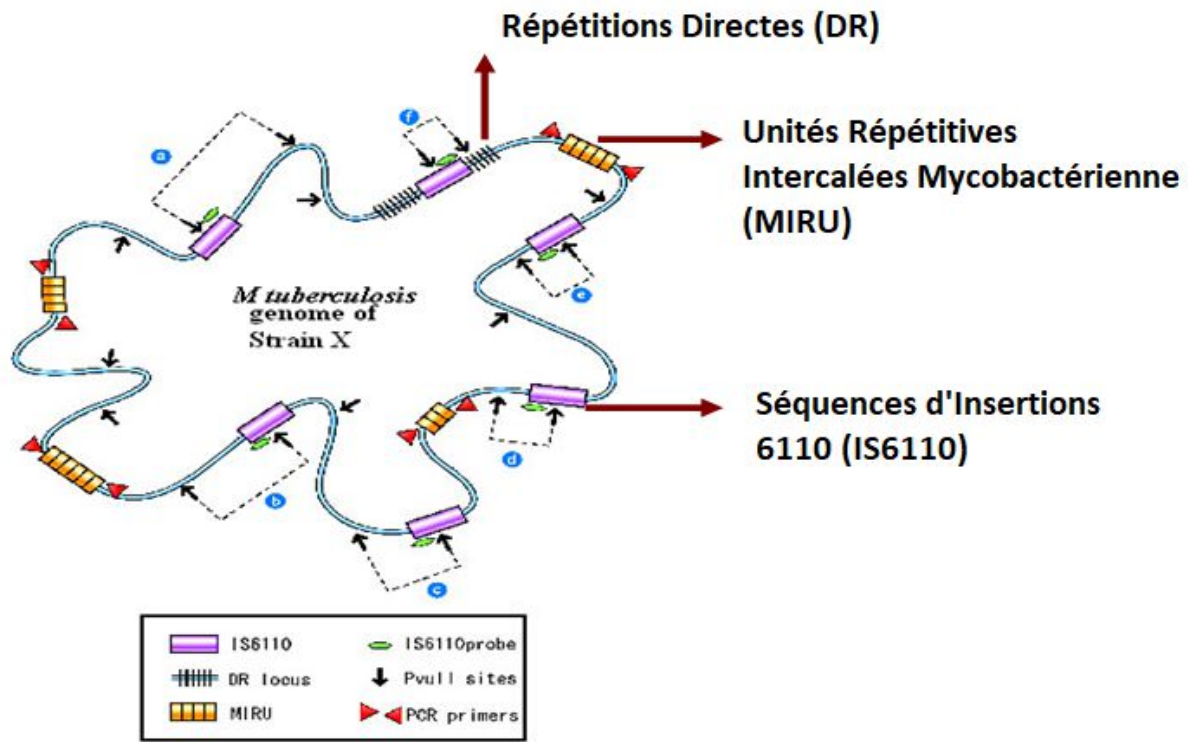 Répétitions Directes (DR)
Unités Répétitives
Intercalées Mycobactérienne
(MIRU)
a
f
e
M tuberculosis
genome of
Strain X
Séquences d'Insertions
6110 (IS6110)
d
b
c
IS6110
IS6110probe
DR locus
PvuII sites
MIRU
PCR primers